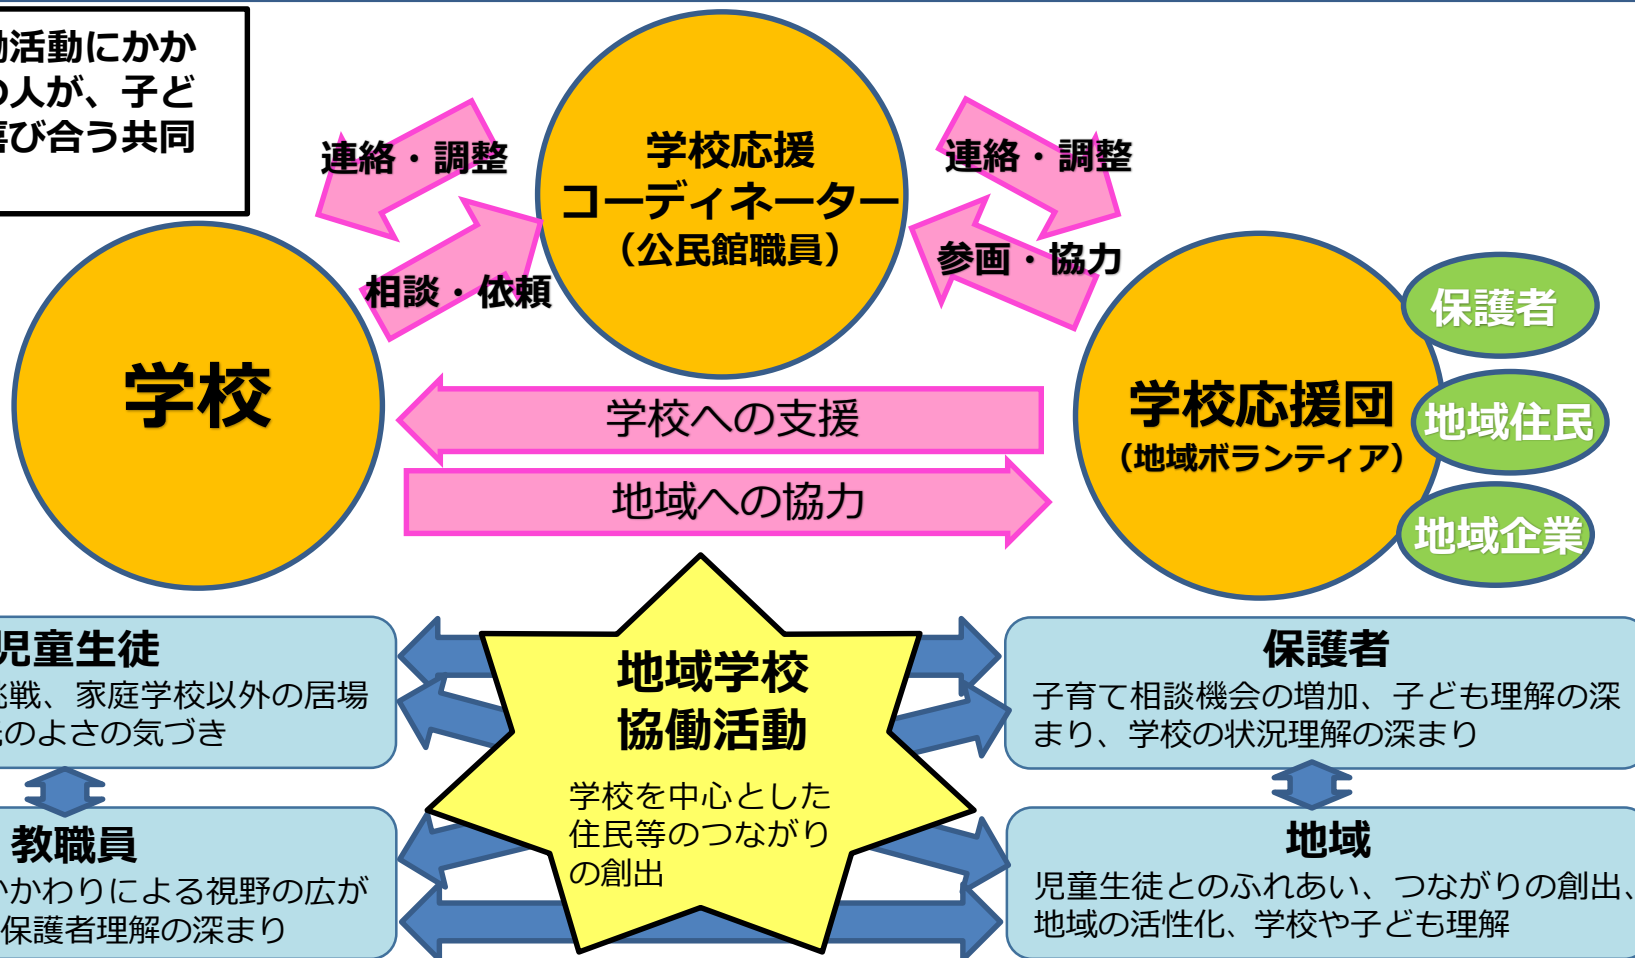 動活動にかか
の人が、子ど
喜び合う共同
連絡・調整
相談・依頼
学校応援
コーディネーター
（公民館職員）
連絡・調整
参画・協力
学校
学校への支援
地域への協力
学校応援団
（地域ボランティア）
保護者
地域住民
地域企業
児童生徒
挑戦、家庭学校以外の居場
のよさの気づき
教職員
かかわりによる視野の広が
保護者理解の深まり
地域学校
協働活動
学校を中心とした
住民等のつながり
の創出
保護者
子育て相談機会の増加、子ども理解の深
まり、学校の状況理解の深まり
地域
児童生徒とのふれあい、つながりの創出、
地域の活性化、学校や子ども理解